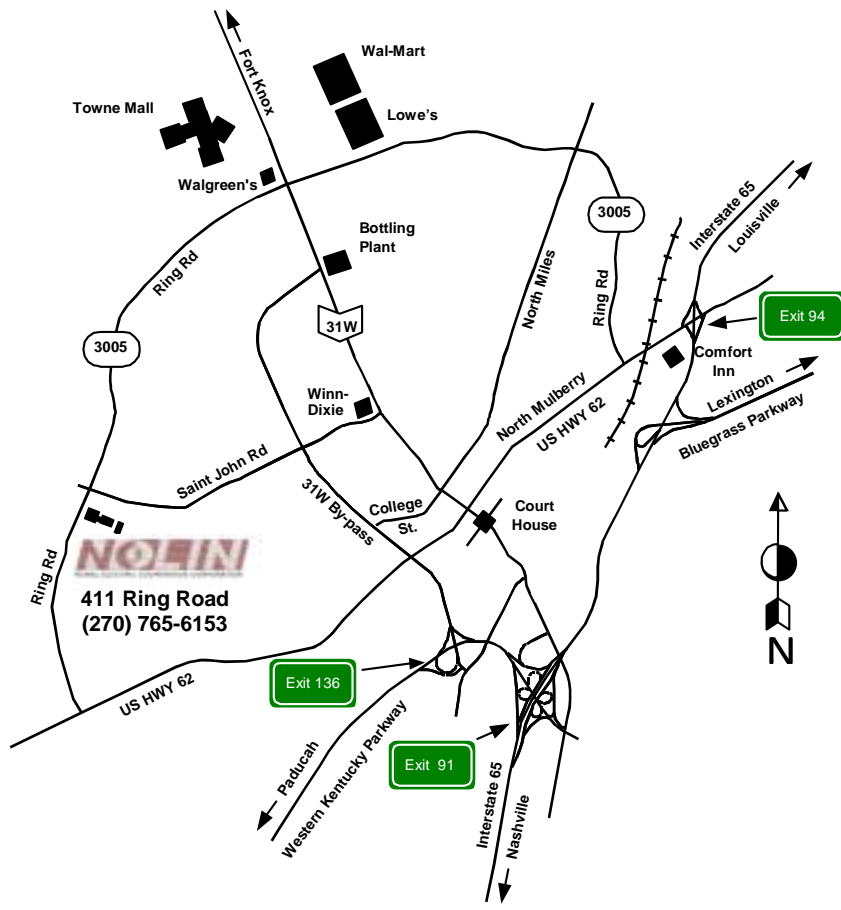 Wal-Mart
Fort Knox
Towne Mall
Lowe's
Walgreen's
Interstate 65
Louisville
3005
Bottling
Plant
Ring Rd
North Miles
Ring Rd
Exit 94
31W
3005
Comfort
Inn
Winn-
Dixie
North Mulberry
US HWY 62
Lexington
Bluegrass Parkway
Saint John Rd
31W By-pass
College
St.
Court
House
NOLIN
Ring Rd
411 Ring Road
(270) 765-6153
N
Exit 136
US HWY 62
Exit 91
Paducah
Western Kentucky Parkway
Interstate 65
Nashville